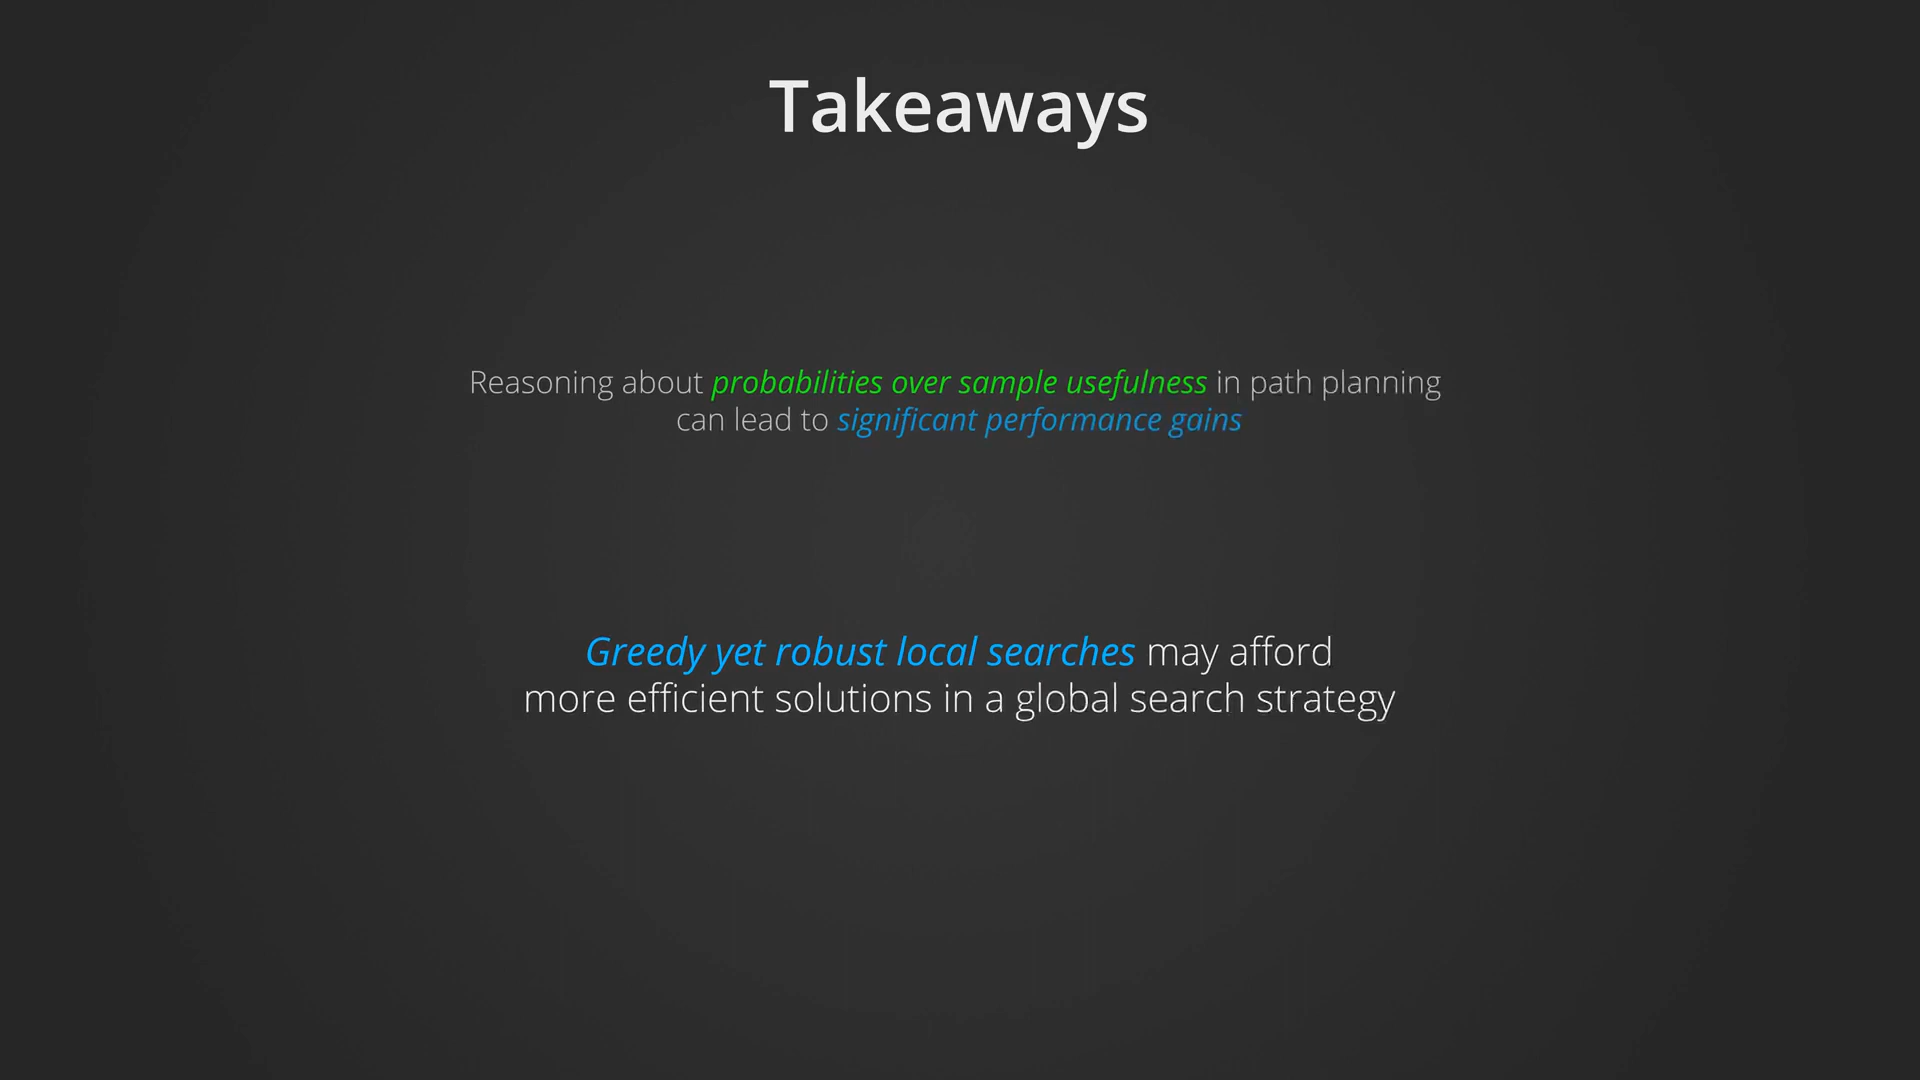 Takeaways
Reasoning about probabilities over sample usefulness in path planning
can lead to significant performance gains
Greedy yet robust local searches may afford
more efficient solutions in a global search strategy